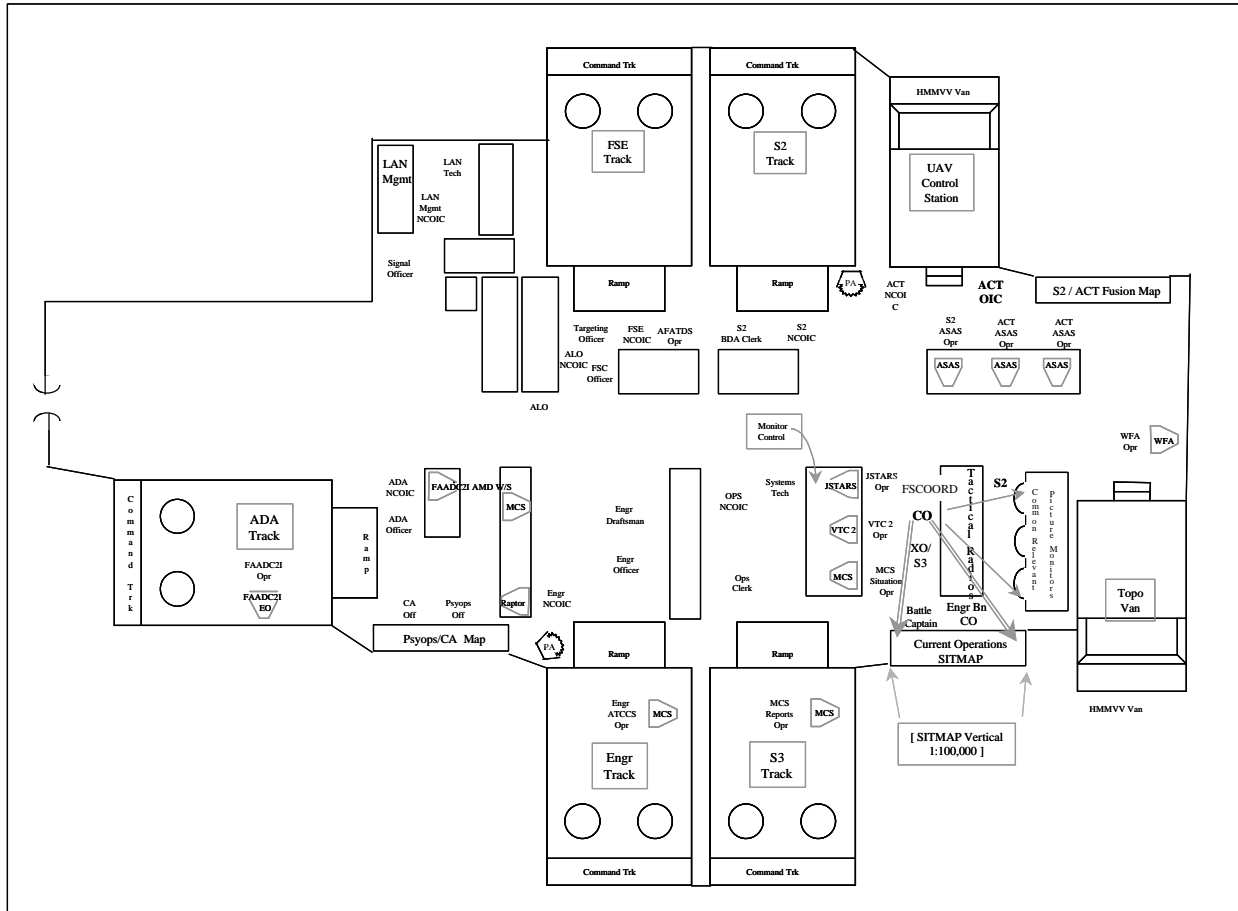 Command Trk
Command Trk
HMMVV Van
FSE
Track
S2
Track
UAV
Control
Station
LAN
Mgmt
LAN
Tech
LAN
Mgmt
NCOIC
Signal
Officer
Ramp
Ramp
PA
ACT
NCOI
C
ACT
OIC
S2 / ACT Fusion Map
Targeting
Officer
FSE
NCOIC
AFATDS
Opr
S2
BDA Clerk
S2
NCOIC
S2
ASAS
Opr
ACT
ASAS
Opr
ACT
ASAS
Opr
ALO
NCOIC
FSC
Officer
ASAS
ASAS
ASAS
ALO
Monitor
Control
WFA
Opr
WFA
Command Trk
ADA
Track
FAADC2I
Opr
FAADC2I
EO
Ramp
ADA
NCOIC
ADA
Officer
FAADC2I AMD W/S
MCS
Raptor
CA
Off
Psyops
Off
Engr
NCOIC
Psyops/CA Map
PA
Engr
Draftsman
Engr
Officer
OPS
NCOIC
Ops
Clerk
Systems
Tech
JSTARS
JSTARS
Opr
VTC 2
VTC 2
Opr
MCS
MCS
Situation
Opr
FSCOORD
CO
XO/
S3
Battle
Captain
Tactical Radios
S2
Engr Bn
CO
Common Relevant
Picture Monitors
Topo
Van
HMMVV Van
Current Operations
SITMAP
[ SITMAP Vertical
1:100,000 ]
Ramp
Ramp
Engr
ATCCS
Opr
MCS
MCS
Reports
Opr
MCS
Engr
Track
S3
Track
Command Trk
Command Trk